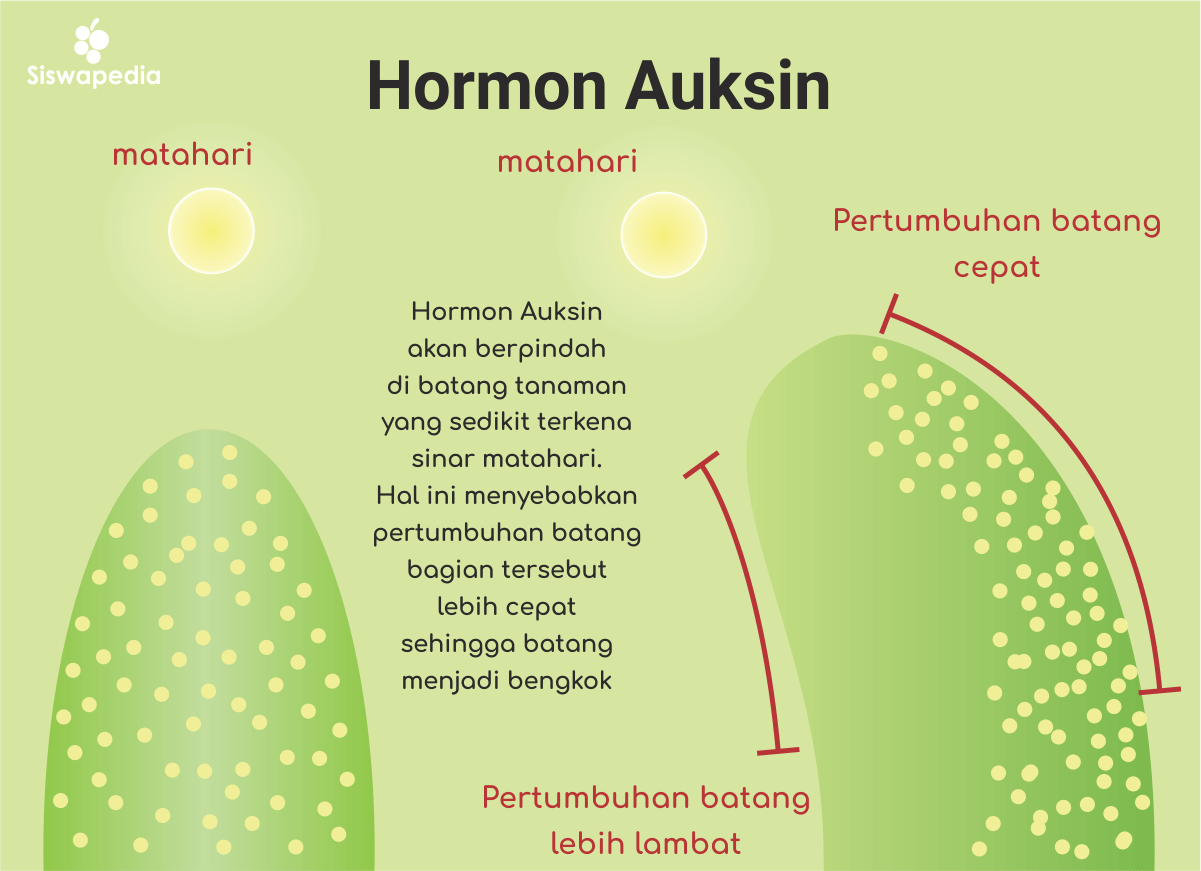 Siswapedia
Hormon Auksin
matahari
matahari
Pertumbuhan batang
cepat
Hormon Auksin
akan berpindah
di batang tanaman
yang sedikit terkena
sinar matahari.
Hal ini menyebabkan
pertumbuhan batang
bagian tersebut
lebih cepat
sehingga batang
menjadi bengkok
Pertumbuhan batang
lebih lambat